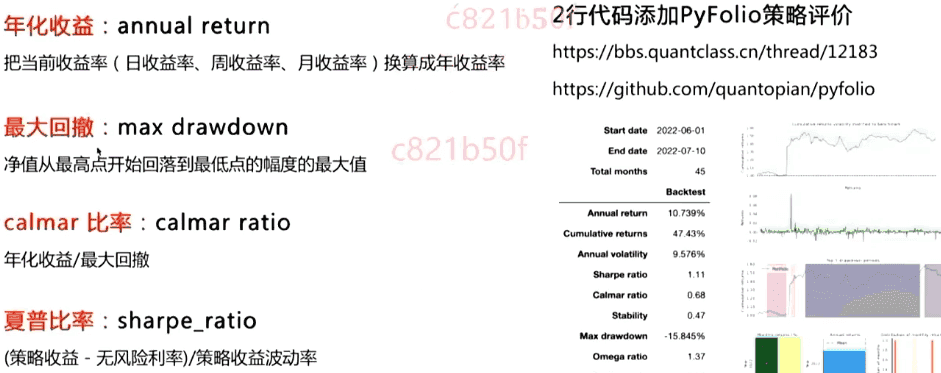 年化收益：annual return
把当前收益率（日收益率、周收益率、月收益率）换算成年收益率
最大回撤：max drawdown
净值从最高点开始回落到最低点的幅度的最大值
calmar 比率：calmar ratio
年化收益/最大回撤
夏普比率：sharpe_ratio
(策略收益 - 无风险利率)/策略收益波动率
c821b50f
c821b50f
2行代码添加PyFolio策略评价
https://bbs.quantclass.cn/thread/12183
https://github.com/quantopian/pyfolio
Start date 2022-06-01
End date 2022-07-10
Total months 45
Backtest
Annual return 10.739%
Cumulative returns 47.43%
Annual volatility 9.576%
Sharpe ratio 1.11
Calmar ratio 0.68
Stability 0.47
Max drawdown -15.845%
Omega ratio 1.37